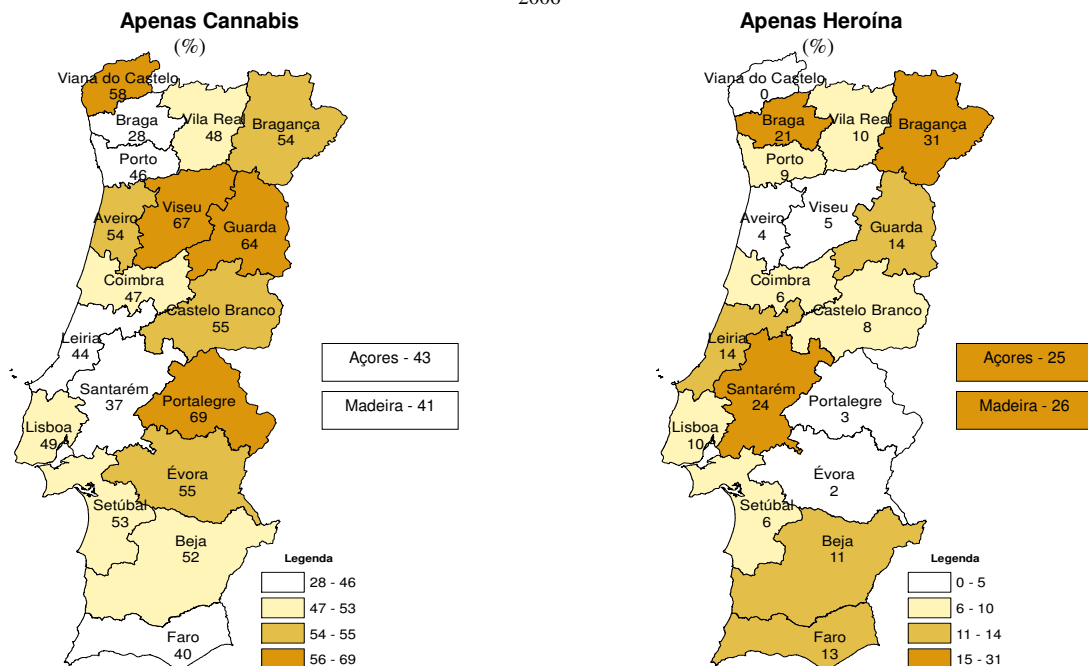 2006
Apenas Cannabis
(%)
Viana do Castelo
58
Braga
28
Vila Real
48
Bragança
54
Porto
46
Aveiro
54
Viseu
67
Guarda
64
Coimbra
47
Castelo Branco
55
Leiria
44
Santarém
37
Portalegre
69
Lisboa
49
Évora
55
Setúbal
53
Beja
52
Faro
40
Açores - 43
Madeira - 41
Legenda
28 - 46
47 - 53
54 - 55
56 - 69
Apenas Heroína
(%)
Viana do Castelo
0
Braga
21
Vila Real
10
Bragança
31
Porto
9
Aveiro
4
Viseu
5
Guarda
14
Coimbra
6
Castelo Branco
8
Leiria
14
Santarém
24
Portalegre
3
Lisboa
10
Évora
2
Setúbal
6
Beja
11
Faro
13
Açores - 25
Madeira - 26
Legenda
0 - 5
6 - 10
11 - 14
15 - 31